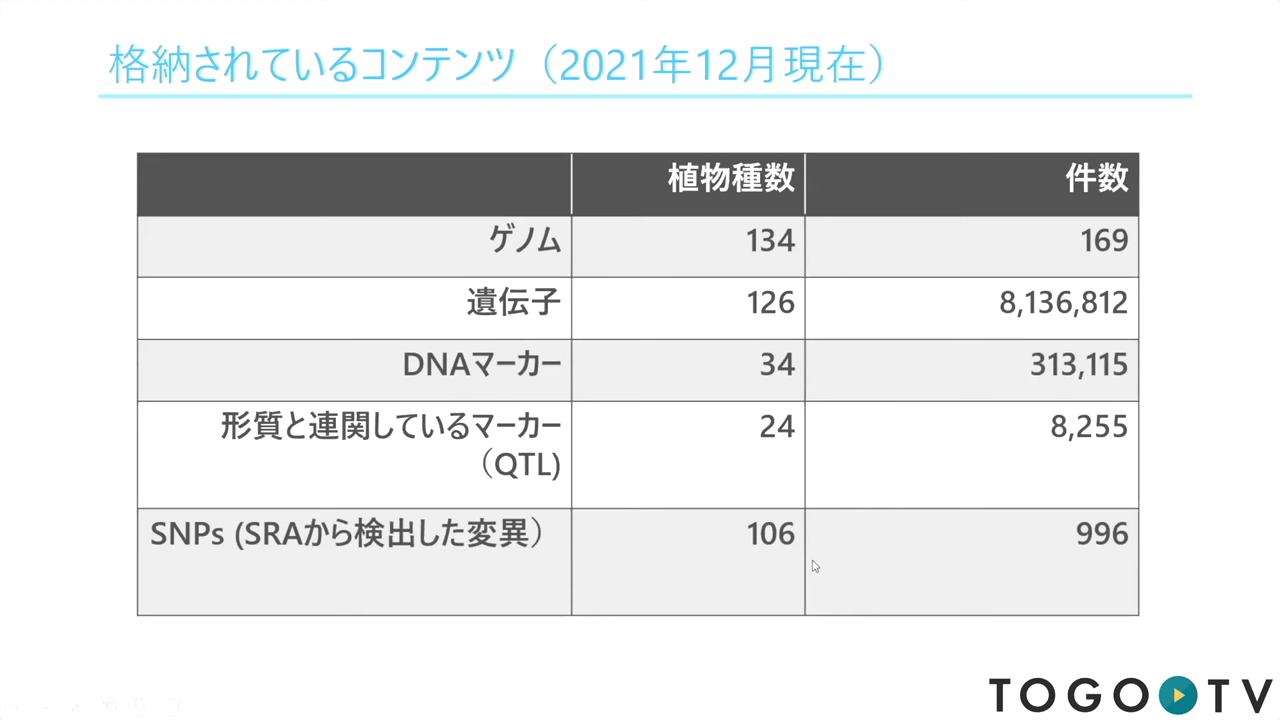 格納されているコンテンツ（2021年12月現在）
植物種数 件数
ゲノム 134 169
遺伝子 126 8,136,812
DNAマーカー 34 313,115
形質と連関しているマーカー 24 8,255
（QTL)
SNPs (SRAから検出した変異） 106 996
TOGO TV